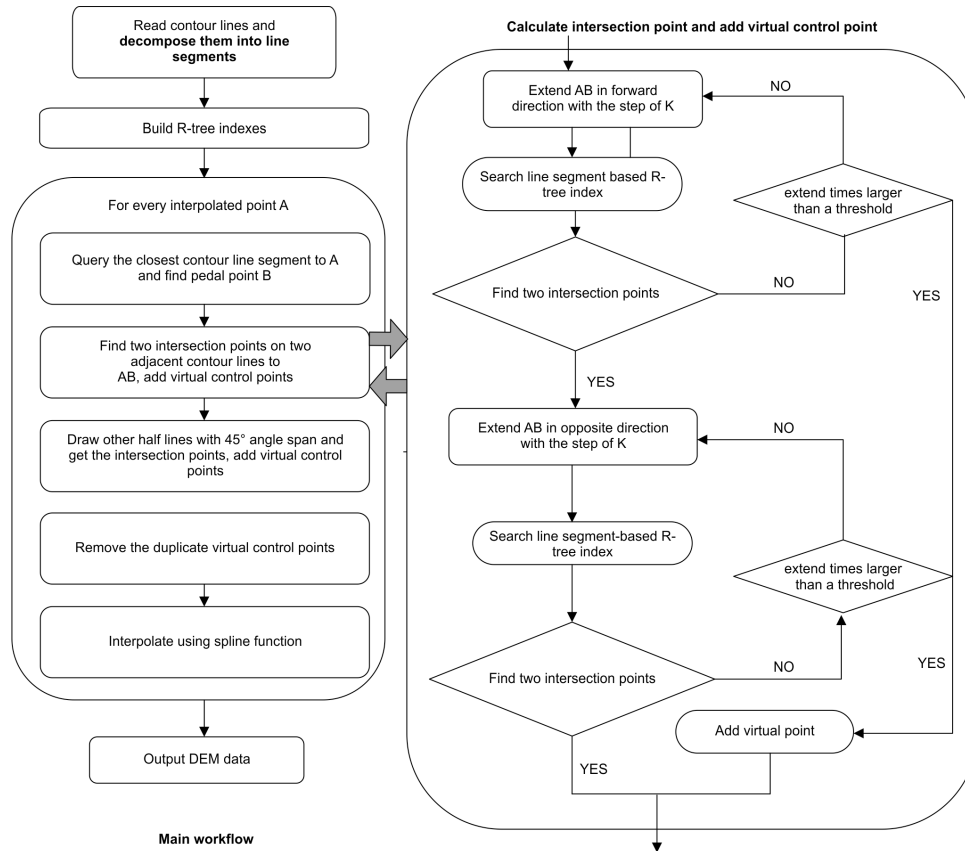 Read contour lines and
decompose them into line
segments
Build R-tree indexes
For every interpolated point A
Query the closest contour line segment to A
and find pedal point B
Find two intersection points on two
adjacent contour lines to
AB, add virtual control points
Draw other half lines with 45° angle span and
get the intersection points, add virtual control
points
Remove the duplicate virtual control points
Interpolate using spline function
Output DEM data
Main workflow
Calculate intersection point and add virtual control point
Extend AB in forward
direction with the step of K
NO
Search line segment based R-
tree index
extend times larger
than a threshold
Find two intersection points
NO
YES
YES
Extend AB in opposite direction
with the step of K
NO
Search line segment-based R-
tree index
extend times larger
than a threshold
Find two intersection points
NO
YES
Add virtual point
YES